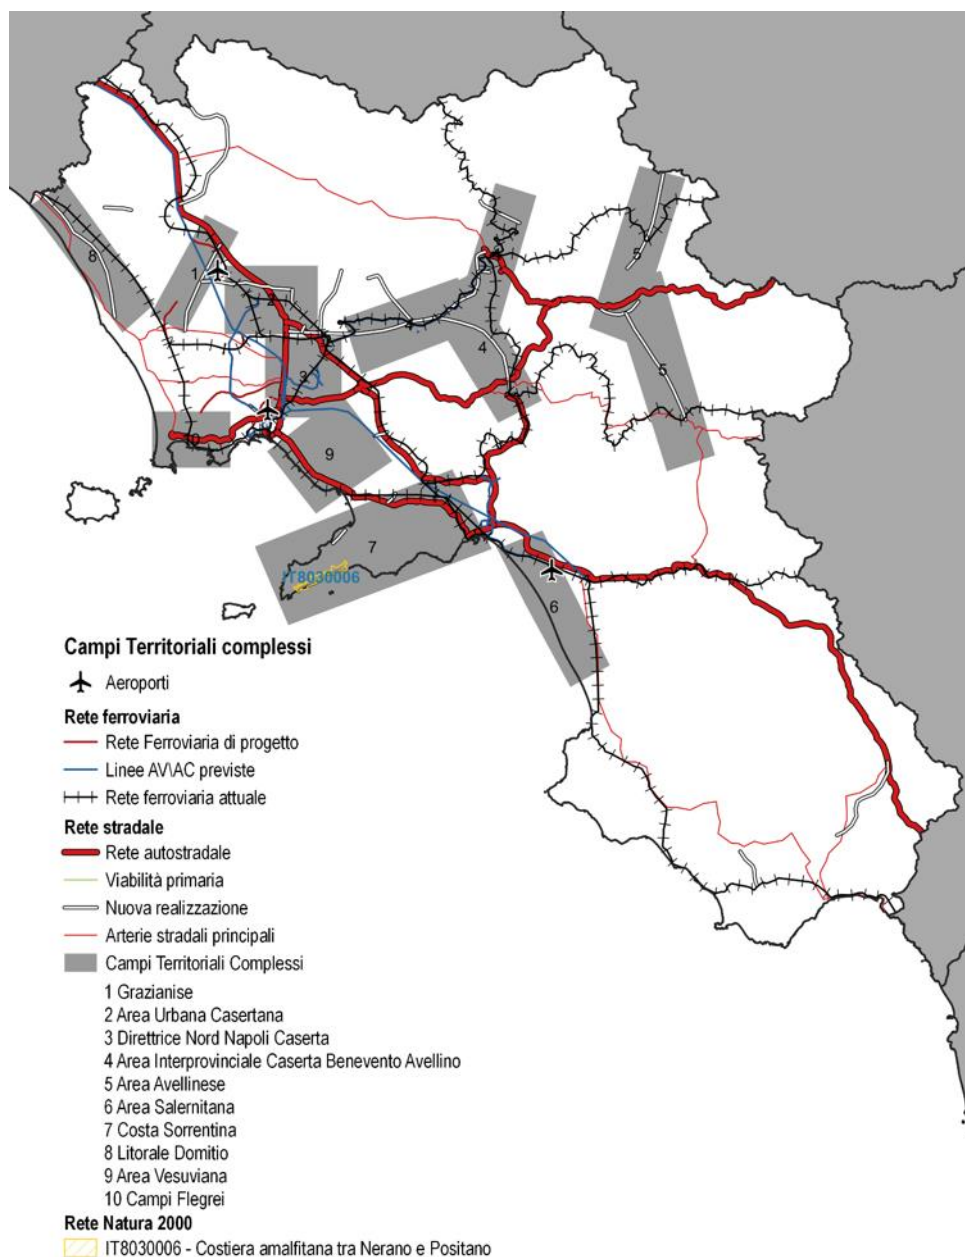 8
1
2
3
4
5
5
9
10
7
IT8030006
6
Campi Territoriali complessi
Aeroporti
Rete ferroviaria
Rete Ferroviaria di progetto
Linee AV\AC previste
Rete ferroviaria attuale
Rete stradale
Rete autostradale
Viabilità primaria
Nuova realizzazione
Arterie stradali principali
Campi Territoriali Complessi
1 Grazianise
2 Area Urbana Casertana
3 Direttrice Nord Napoli Caserta
4 Area Interprovinciale Caserta Benevento Avellino
5 Area Avellinese
6 Area Salernitana
7 Costa Sorrentina
8 Litorale Domitio
9 Area Vesuviana
10 Campi Flegrei
Rete Natura 2000
IT8030006 - Costiera amalfitana tra Nerano e Positano